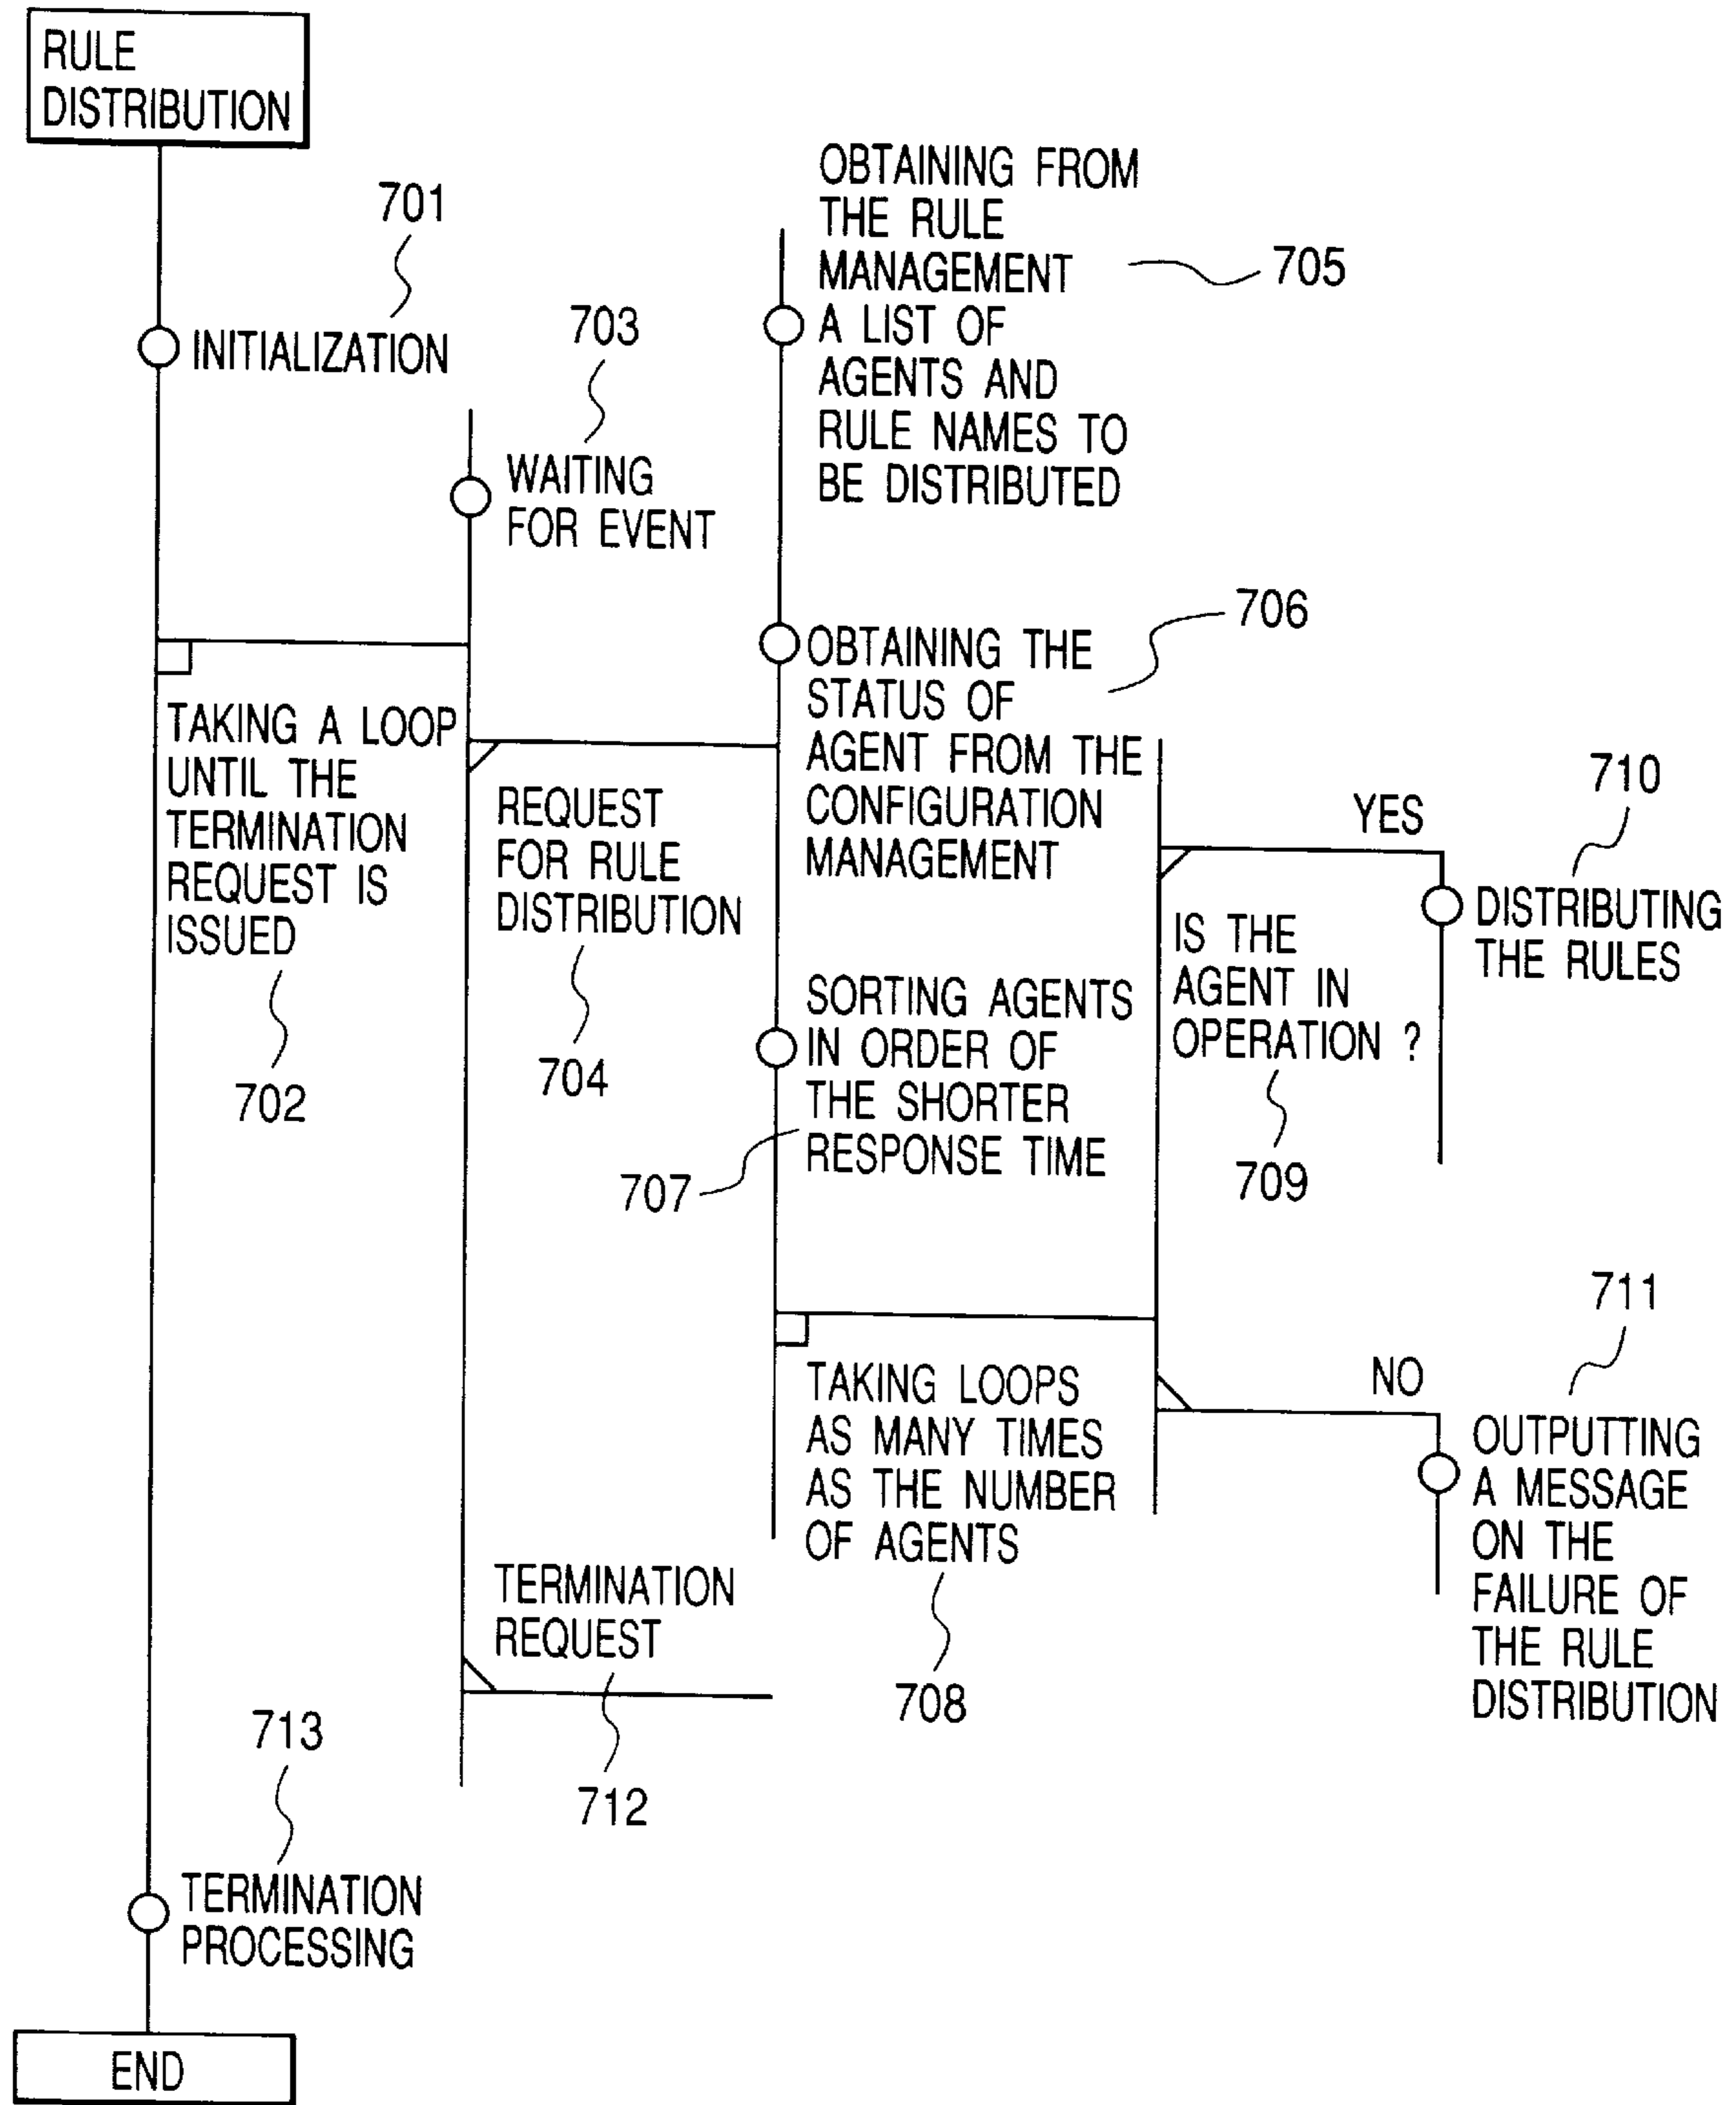 RULE
DISTRIBUTION
701
INITIALIZATION
TAKING A LOOP
UNTIL THE
TERMINATION
REQUEST IS
ISSUED
702
703
WAITING
FOR EVENT
REQUEST
FOR RULE
DISTRIBUTION
704
OBTAINING FROM
THE RULE
MANAGEMENT
A LIST OF
AGENTS AND
RULE NAMES TO
BE DISTRIBUTED
705
OBTAINING THE
STATUS OF
AGENT FROM THE
CONFIGURATION
MANAGEMENT
706
SORTING AGENTS
IN ORDER OF
THE SHORTER
RESPONSE TIME
707
TAKING LOOPS
AS MANY TIMES
AS THE NUMBER
OF AGENTS
708
YES
IS THE
AGENT IN
OPERATION ?
709
710
DISTRIBUTING
THE RULES
NO
711
OUTPUTTING
A MESSAGE
ON THE
FAILURE OF
THE RULE
DISTRIBUTION
TERMINATION
REQUEST
712
713
TERMINATION
PROCESSING
END